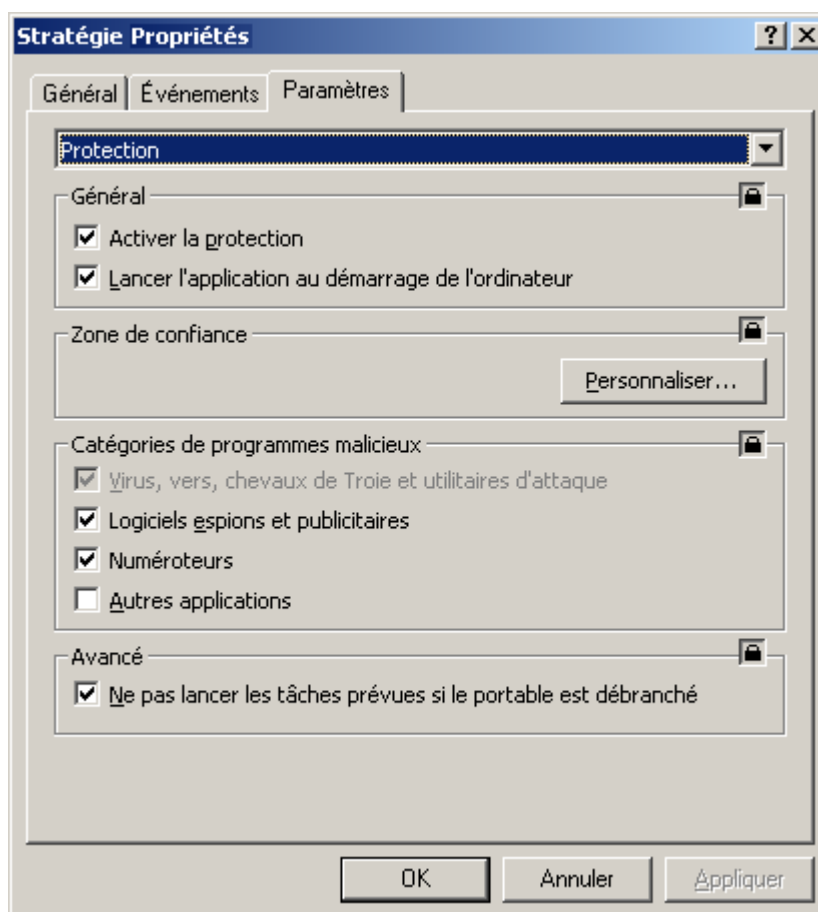 Stratégie Propriétés
Général
Événements
Paramètres
Protection
Général
Activer la protection
Lancer l'application au démarrage de l'ordinateur
Zone de confiance
Personnaliser...
Catégories de programmes malicieux
Virus, vers, chevaux de Troie et utilitaires d'attaque
Logiciels espions et publicitaires
Numéroteurs
Autres applications
Avancé
Ne pas lancer les tâches prévues si le portable est débranché
OK
Annuler
Appliquer